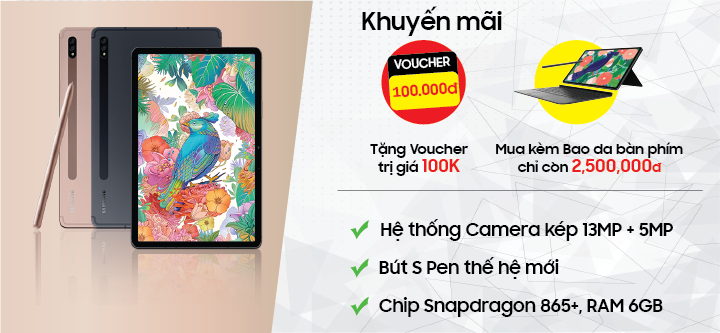 Khuyến mãi
VOUCHER
100.000đ
Tặng Voucher
trị giá 100K
Mua kèm Bao da bàn phím
chỉ còn 2,500,000đ
Hệ thống Camera kép 13MP + 5MP
Bút S Pen thế hệ mới
Chip Snapdragon 865+, RAM 6GB
SAMSUNG